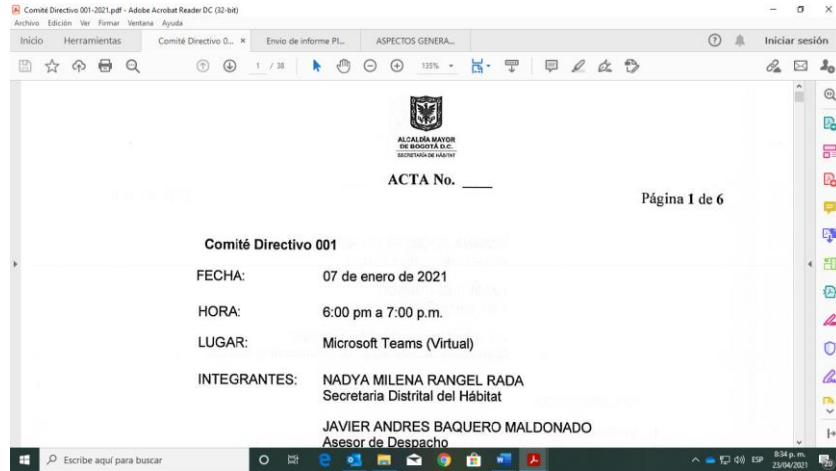 Comité Directivo 001-2021.pdf - Adobe Acrobat Reader DC (32-bit)
Archivo Edición Ver Firmar Ventana Ayuda
Inicio Herramientas Comité Directivo 0... × Envio de informe Pl... ASPECTOS GENERA... Iniciar sesión
1 / 38 135%
ALCALDÍA MAYOR
DE BOGOTÁ D.C.
SECRETARÍA DE HÁBITAT
ACTA No. ____
Página 1 de 6
Comité Directivo 001
FECHA: 07 de enero de 2021
HORA: 6:00 pm a 7:00 p.m.
LUGAR: Microsoft Teams (Virtual)
INTEGRANTES: NADYA MILENA RANGEL RADA
Secretaria Distrital del Hábitat
JAVIER ANDRES BAQUERO MALDONADO
Asesor de Despacho
Escribe aquí para buscar ESP 8:34 p. m.
23/04/2021